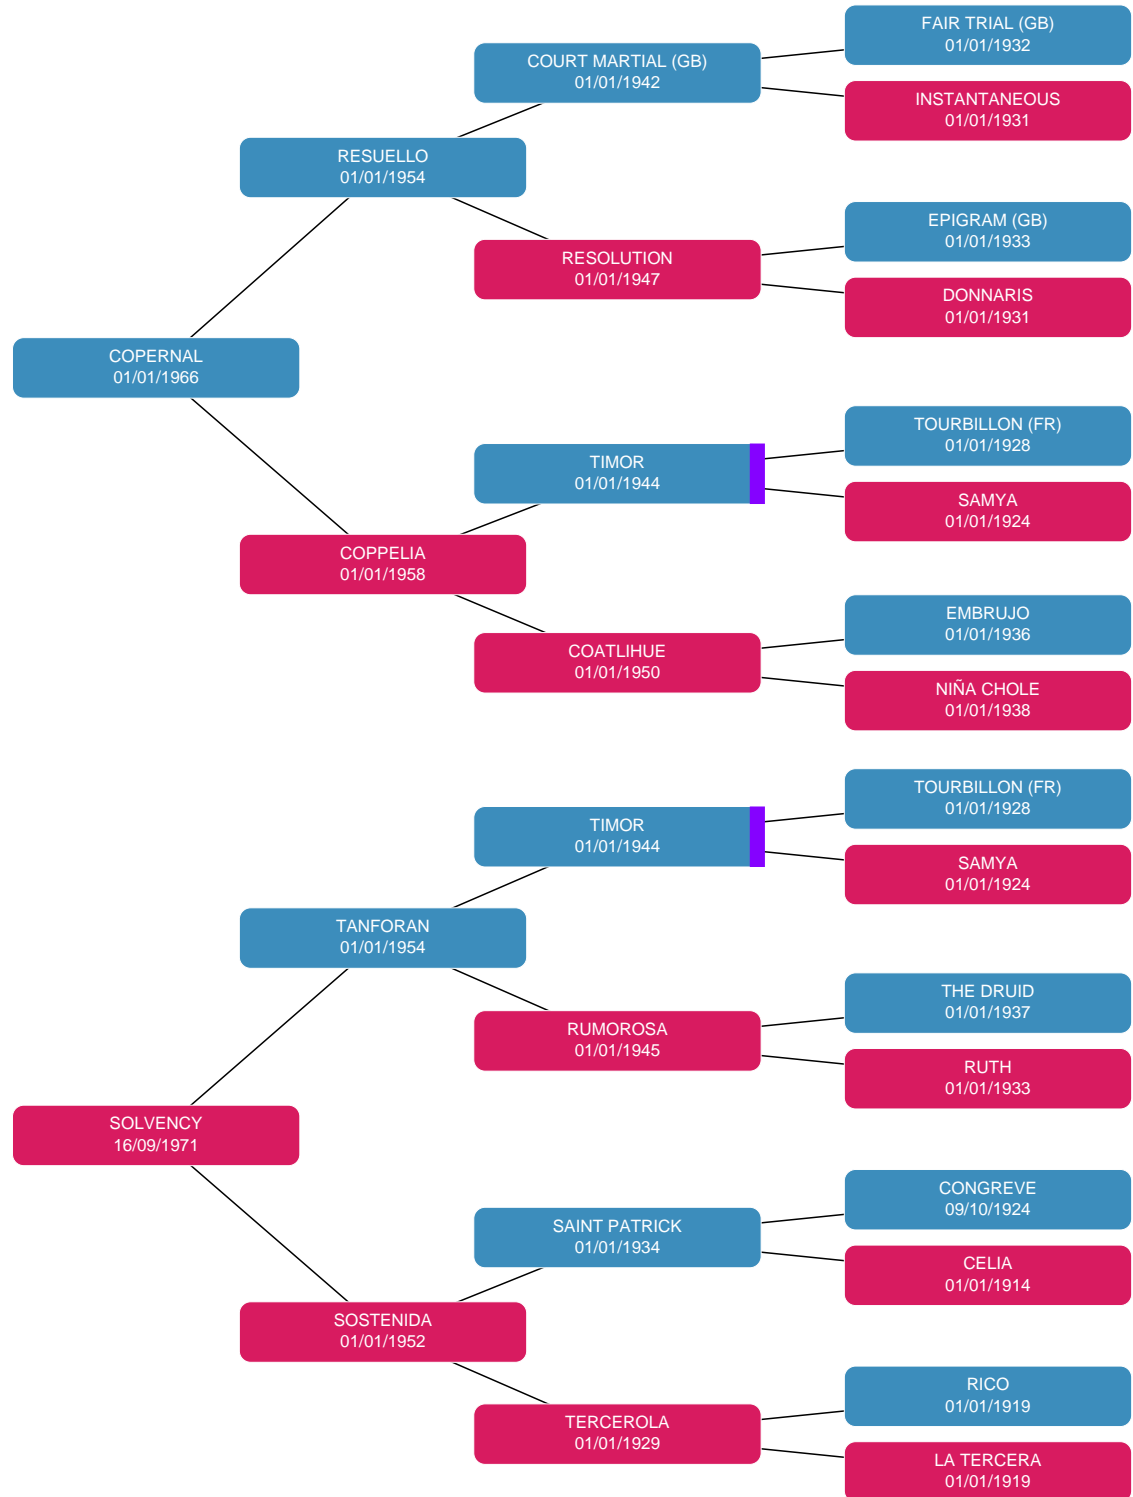 FAIR TRIAL (GB)
01/01/1932
COURT MARTIAL (GB)
01/01/1942
INSTANTANEOUS
01/01/1931
RESUELLO
01/01/1954
EPIGRAM (GB)
01/01/1933
RESOLUTION
01/01/1947
DONNARIS
01/01/1931
COPERNAL
01/01/1966
TOURBILLON (FR)
01/01/1928
TIMOR
01/01/1944
SAMYA
01/01/1924
COPPELIA
01/01/1958
EMBRUJO
01/01/1936
COATLIHUE
01/01/1950
NIÑA CHOLE
01/01/1938
TOURBILLON (FR)
01/01/1928
TIMOR
01/01/1944
SAMYA
01/01/1924
TANFORAN
01/01/1954
THE DRUID
01/01/1937
RUMOROSA
01/01/1945
RUTH
01/01/1933
SOLVENCY
16/09/1971
CONGREVE
09/10/1924
SAINT PATRICK
01/01/1934
CELIA
01/01/1914
SOSTENIDA
01/01/1952
RICO
01/01/1919
TERCEROLA
01/01/1929
LA TERCERA
01/01/1919